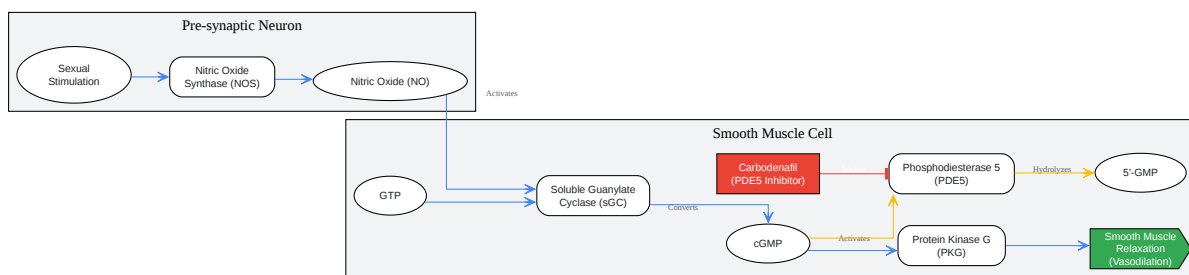 Pre-synaptic Neuron
Sexual
Stimulation
Nitric Oxide
Synthase (NOS)
Nitric Oxide (NO)
Activates
Smooth Muscle Cell
GTP
Soluble Guanylate
Cyclase (sGC)
Converts
cGMP
Carbodenafil
(PDE5 Inhibitor)
Phosphodiesterase 5
(PDE5)
Hydrolyzes
5'-GMP
Activates
Protein Kinase G
(PKG)
Smooth Muscle
Relaxation
(Vasodilation)